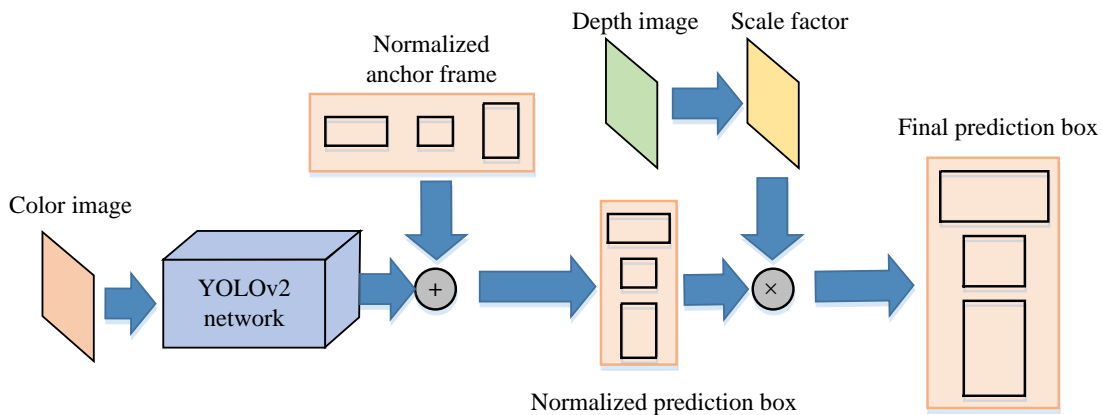 Depth image
Scale factor
Normalized
anchor frame
Final prediction box
Color image
YOLOv2
network
+
×
Normalized prediction box